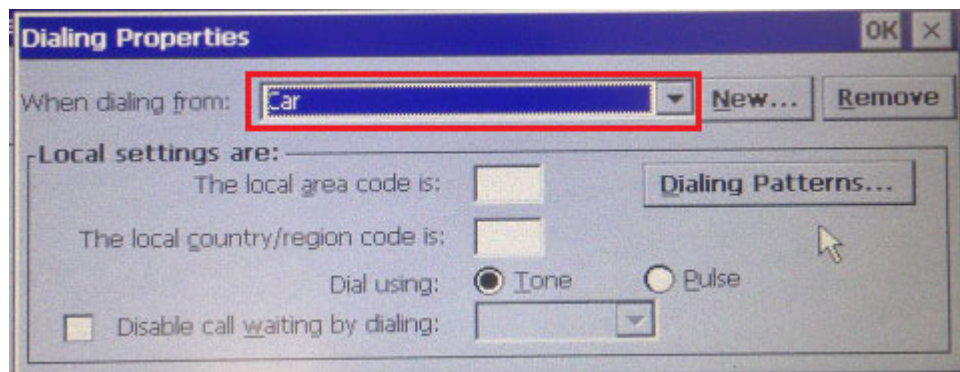 Dialing Properties OK ×
When dialing from: Car New... Remove
Local settings are:
The local area code is: Dialing Patterns...
The local country/region code is:
Dial using: Tone Pulse
Disable call waiting by dialing: